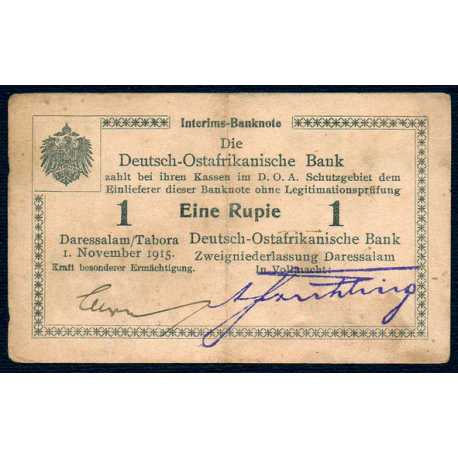 Interims-Banknote
Die
Deutsch-Ostafrikanische Bank
zahlt bei ihren Kassen im D. O. A. Schutzgebiet dem
Einlieferer dieser Banknote ohne Legitimationsprüfung
1 Eine Rupie 1
Daressalam/Tabora
1. November 1915.
Kraft besonderer Ermächtigung.
Deutsch-Ostafrikanische Bank
Zweigniederlassung Daressalam
In Vollmacht: